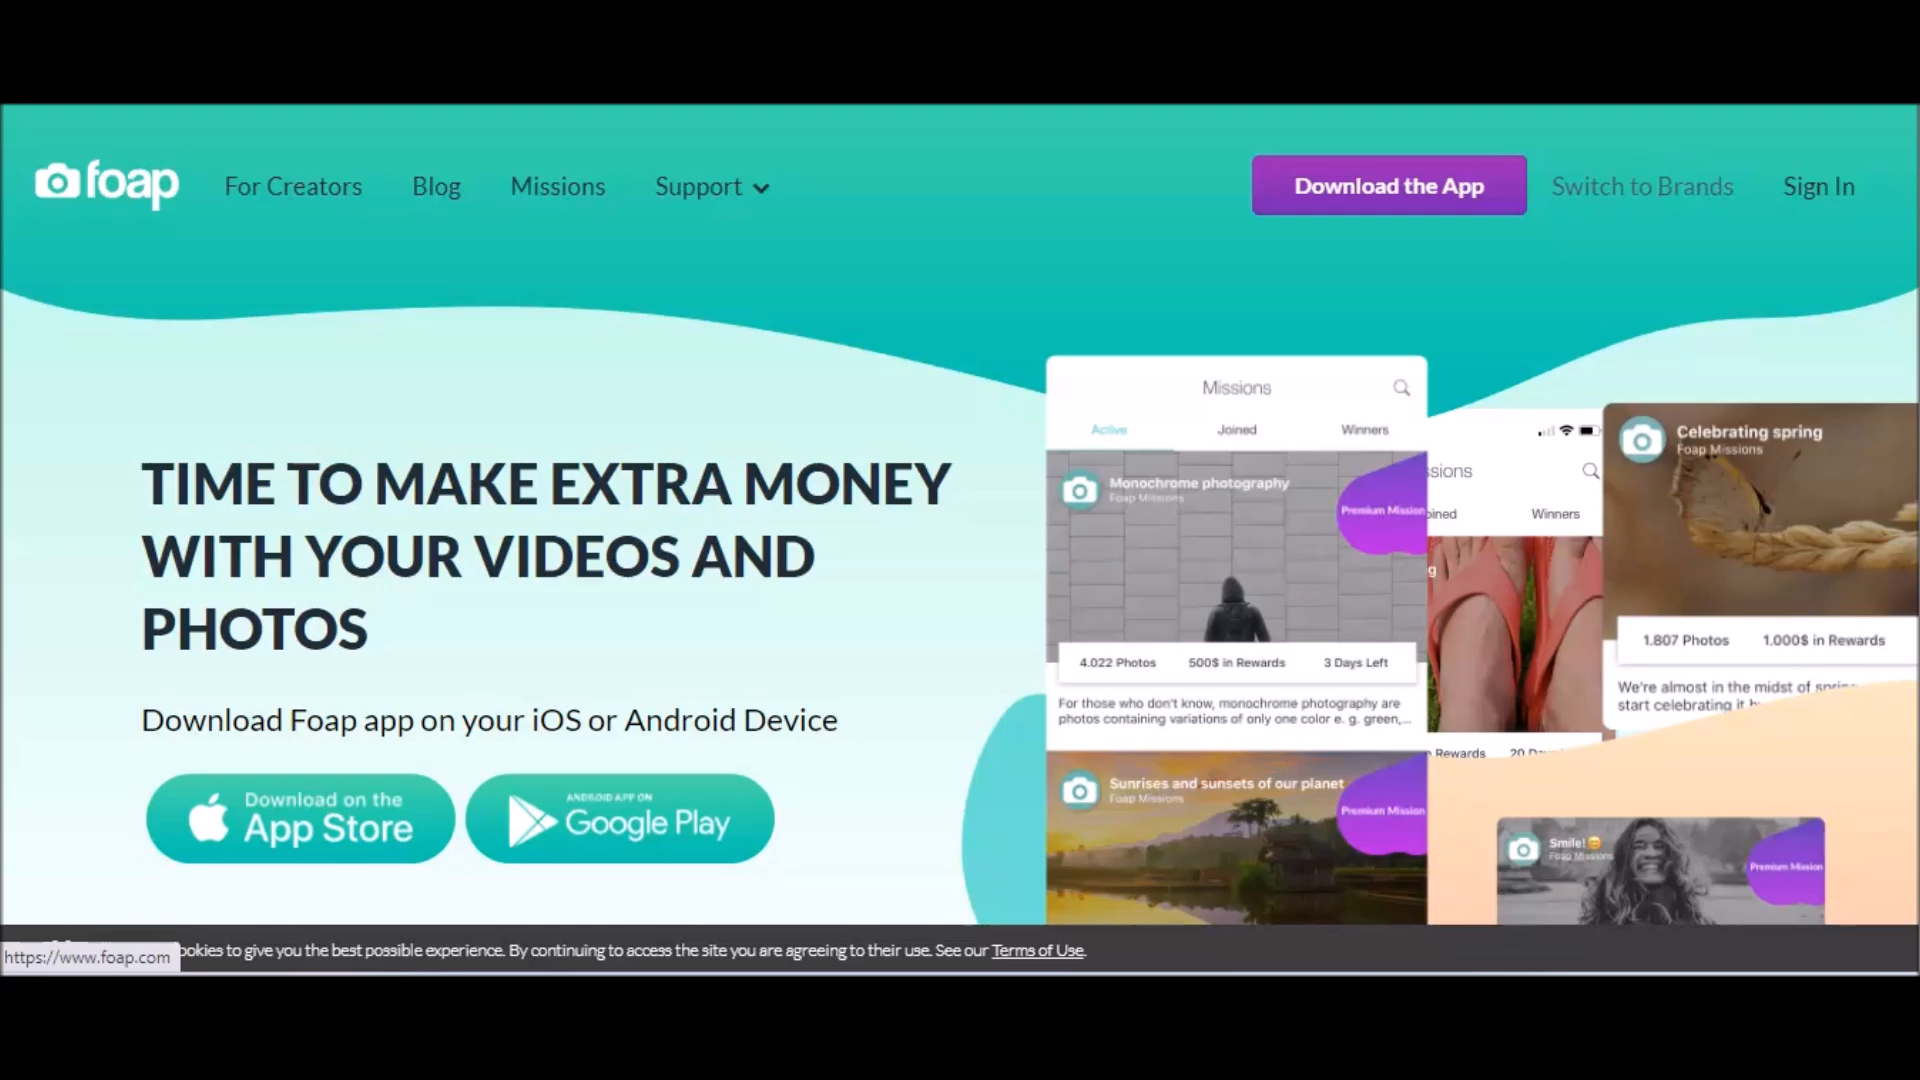 foap
For Creators
Blog
Missions
Support
Download the App
Switch to Brands
Sign In
TIME TO MAKE EXTRA MONEY
WITH YOUR VIDEOS AND
PHOTOS
Download Foap app on your iOS or Android Device
Download on the
App Store
ANDROID APP ON
Google Play
Missions
Active
Joined
Winners
Monochrome photography
Foap Missions
Premium Mission
4.022 Photos
500$ in Rewards
3 Days Left
For those who don't know, monochrome photography are
photos containing variations of only one color e. g. green,...
Sunrises and sunsets of our planet
Foap Missions
Premium Mission
ssions
oined
Winners
g
Rewards
20
Celebrating spring
Foap Missions
1.807 Photos
1.000$ in Rewards
We're almost in the midst of spring
start celebrating it
Smile!😊
Foap Missions
Premium Mission
ookies to give you the best possible experience. By continuing to access the site you are agreeing to their use. See our Terms of Use.
https://www.foap.com